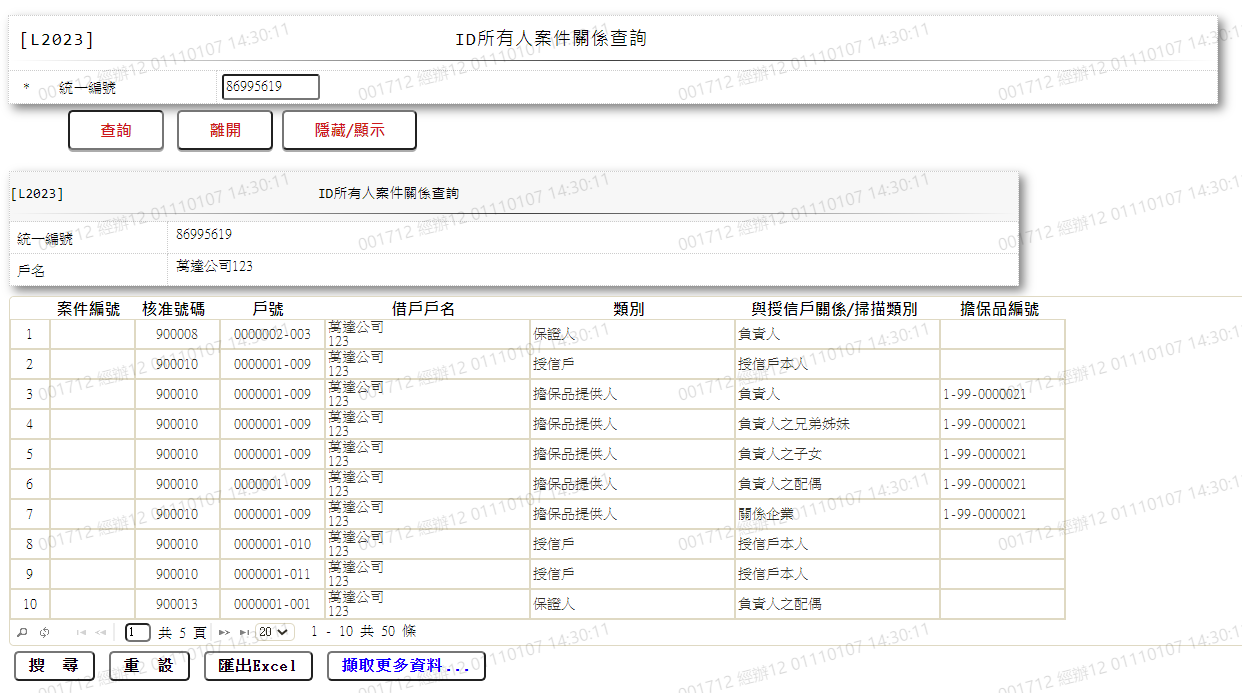 [L2023] ID所有人案件關係查詢
* 統一編號 86995619
查詢 離開 隱藏/顯示
[L2023] ID所有人案件關係查詢
統一編號 86995619
戶名 萬達公司123
案件編號 核准號碼 戶號 借戶戶名 類別 與授信戶關係/掃描類別 擔保品編號
1 900008 0000002-003 萬達公司123 保證人 負責人
2 900010 0000001-009 萬達公司123 授信戶 授信戶本人
3 900010 0000001-009 萬達公司123 擔保品提供人 負責人 1-99-0000021
4 900010 0000001-009 萬達公司123 擔保品提供人 負責人之兄弟姊妹 1-99-0000021
5 900010 0000001-009 萬達公司123 擔保品提供人 負責人之子女 1-99-0000021
6 900010 0000001-009 萬達公司123 擔保品提供人 負責人之配偶 1-99-0000021
7 900010 0000001-009 萬達公司123 擔保品提供人 關係企業 1-99-0000021
8 900010 0000001-010 萬達公司123 授信戶 授信戶本人
9 900010 0000001-011 萬達公司123 授信戶 授信戶本人
10 900013 0000001-001 萬達公司123 保證人 負責人之配偶
1 共 5 頁 20 1 - 10 共 50 條
搜 尋 重 設 匯出Excel 擷取更多資料...
001712 經辦12 01110107 14:30:11